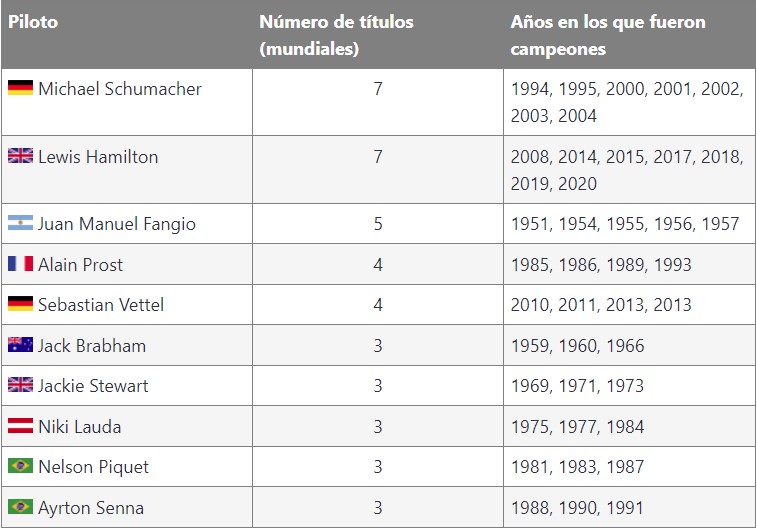 Piloto Número de títulos Años en los que fueron
(mundiales) campeones
Michael Schumacher 7 1994, 1995, 2000, 2001, 2002,
2003, 2004
Lewis Hamilton 7 2008, 2014, 2015, 2017, 2018,
2019, 2020
Juan Manuel Fangio 5 1951, 1954, 1955, 1956, 1957
Alain Prost 4 1985, 1986, 1989, 1993
Sebastian Vettel 4 2010, 2011, 2013, 2013
Jack Brabham 3 1959, 1960, 1966
Jackie Stewart 3 1969, 1971, 1973
Niki Lauda 3 1975, 1977, 1984
Nelson Piquet 3 1981, 1983, 1987
Ayrton Senna 3 1988, 1990, 1991